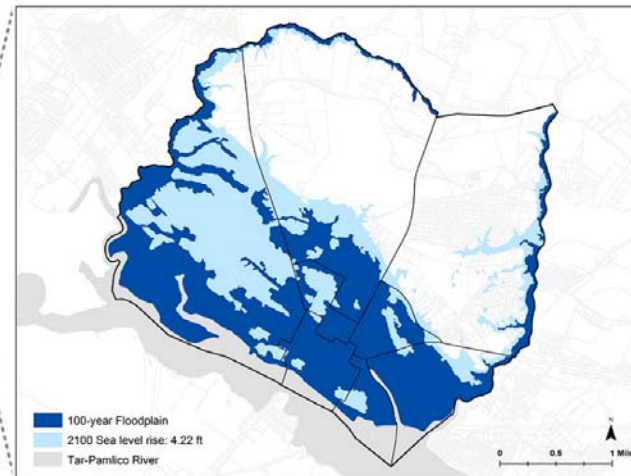 100-year Floodplain
2100 Sea level rise: 4.22 ft
Tar-Pamlico River
N
0 0.5 1 Miles